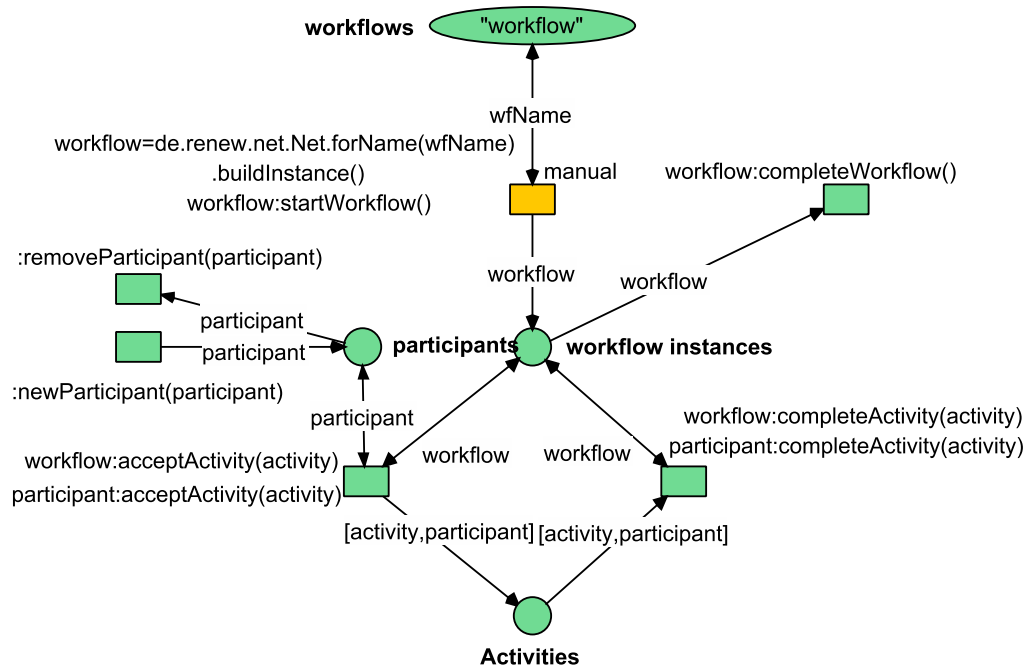 workflows
"workflow"
wfName
workflow=de.renew.net.Net.forName(wfName)
.buildInstance()
workflow:startWorkflow()
manual
workflow:completeWorkflow()
:removeParticipant(participant)
workflow
workflow
participant
participant
participants
workflow instances
:newParticipant(participant)
participant
workflow:completeActivity(activity)
participant:completeActivity(activity)
workflow:acceptActivity(activity)
participant:acceptActivity(activity)
workflow
workflow
[activity,participant]
[activity,participant]
Activities